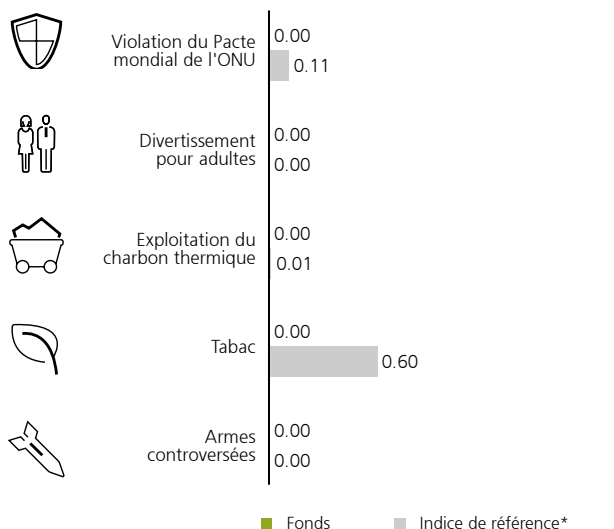 0.00
Violation du Pacte
mondial de l'ONU
0.11
0.00
Divertissement
pour adultes
0.00
0.00
Exploitation du
charbon thermique
0.01
0.00
Tabac
0.60
0.00
Armes
controversées
0.00
Fonds
Indice de référence*